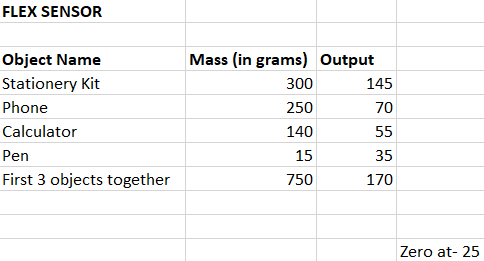 FLEX SENSOR
Object Name Mass (in grams) Output
Stationery Kit 300 145
Phone 250 70
Calculator 140 55
Pen 15 35
First 3 objects together 750 170
Zero at- 25